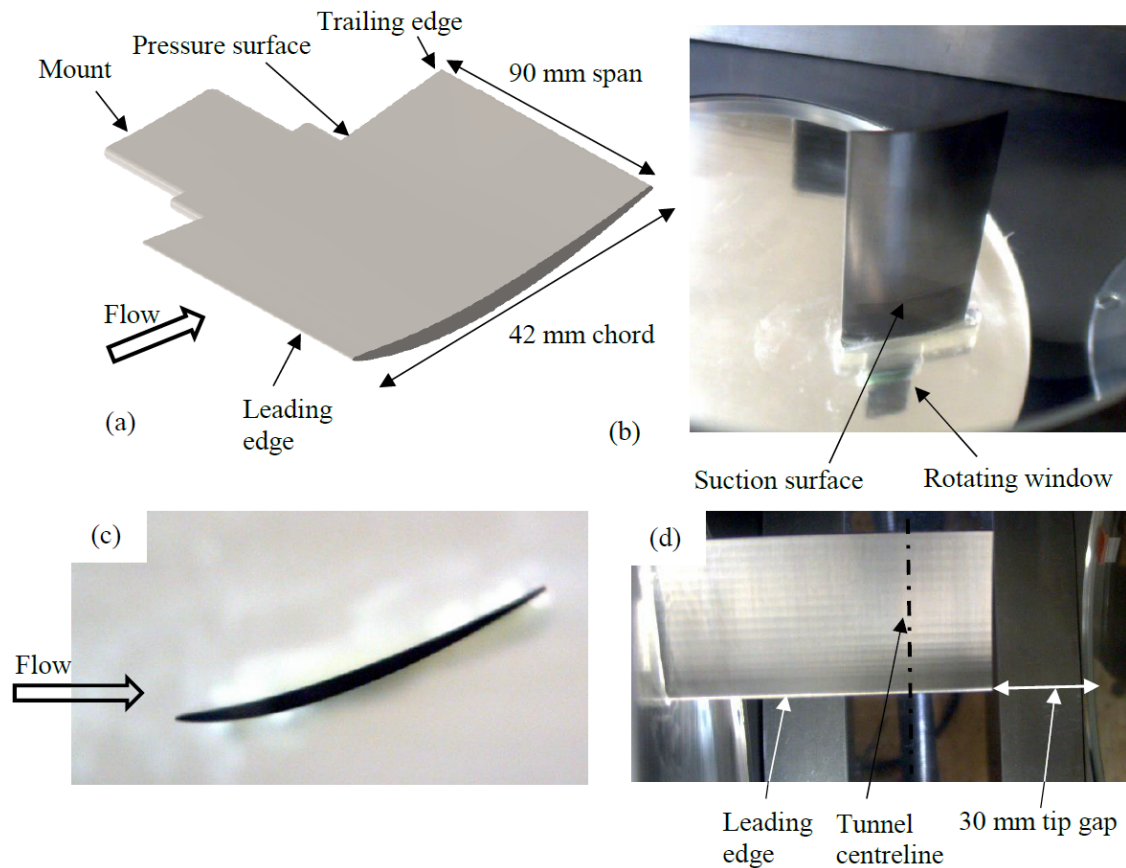 Trailing edge
Pressure surface
Mount
90 mm span
Flow
42 mm chord
Leading
edge
(a)
(b)
Suction surface
Rotating window
(c)
Flow
(d)
Leading
edge
Tunnel
centreline
30 mm tip gap